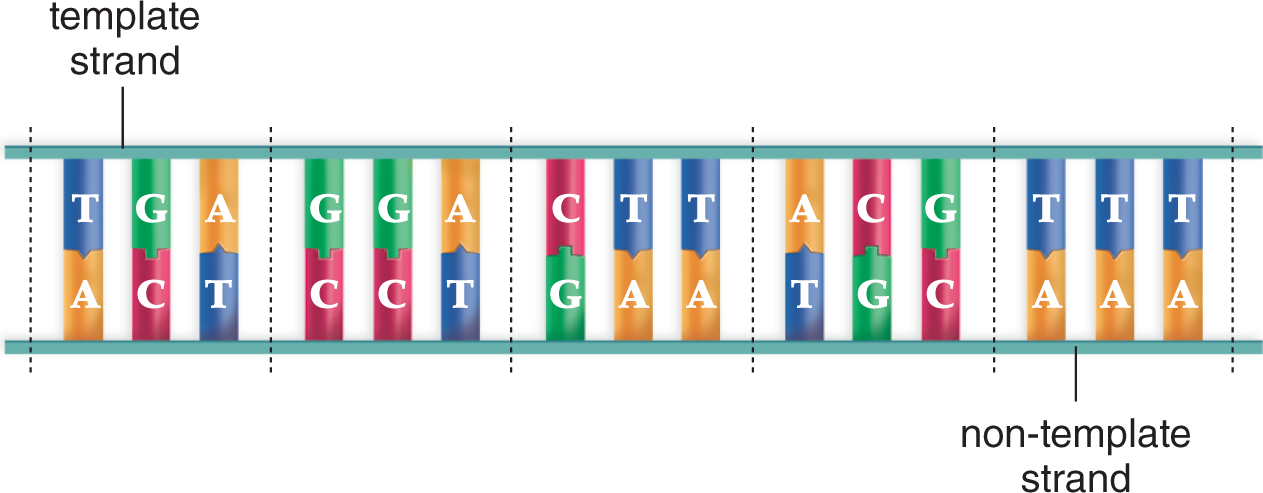 template
strand
T G A G G A C T T A C G T T T
A C T C C T G A A T G C A A A
non-template
strand